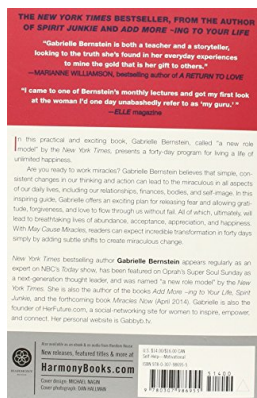 THE NEW YORK TIMES BESTSELLER, FROM THE AUTHOR
OF SPIRIT JUNKIE AND ADD MORE ~ING TO YOUR LIFE
"Gabrielle Bernstein is both a teacher and a storyteller,
looking to the truth she's found in her everyday experiences
to mine the gold that is her gift to others."
—MARIANNE WILLIAMSON, bestselling author of A RETURN TO LOVE
"I came to one of Bernstein's monthly lectures and got my first look
at the woman I'd one day unabashedly refer to as 'my guru.' "
—ELLE magazine
In this practical and exciting book, Gabrielle Bernstein, called "a new role
model" by the New York Times, presents a forty-day program for living a life of
unlimited happiness.
Are you ready to work miracles? Gabrielle Bernstein believes that simple, con-
sistent changes in our thinking and action can lead to the miraculous in all aspects
of our daily lives, including our relationships, finances, bodies, and self-image. In this
inspiring guide, Gabrielle offers an exciting plan for releasing fear and allowing grat-
itude, forgiveness, and love to flow through us without fail. All of which, ultimately, will
lead to breathtaking lives of abundance, acceptance, appreciation, and happiness.
With May Cause Miracles, readers can expect incredible transformation in forty days
simply by adding subtle shifts to create miraculous change.
New York Times bestselling author Gabrielle Bernstein appears regularly as an
expert on NBC's Today show, has been featured on Oprah's Super Soul Sunday as
a next-generation thought leader, and was named "a new role model" by the New York
Times. She is also the author of the books Add More ~ing to Your Life, Spirit
Junkie, and the forthcoming book Miracles Now (April 2014). Gabrielle is also the
founder of HerFuture.com, a social-networking site for women to inspire, empower,
and connect. Her personal website is Gabbyb.tv.
New releases, featured titles & more at
HarmonyBooks.com
Cover design: MICHAEL NAGIN
Cover photograph: SAM HALLMAN
Self-Help—Motivational
51400